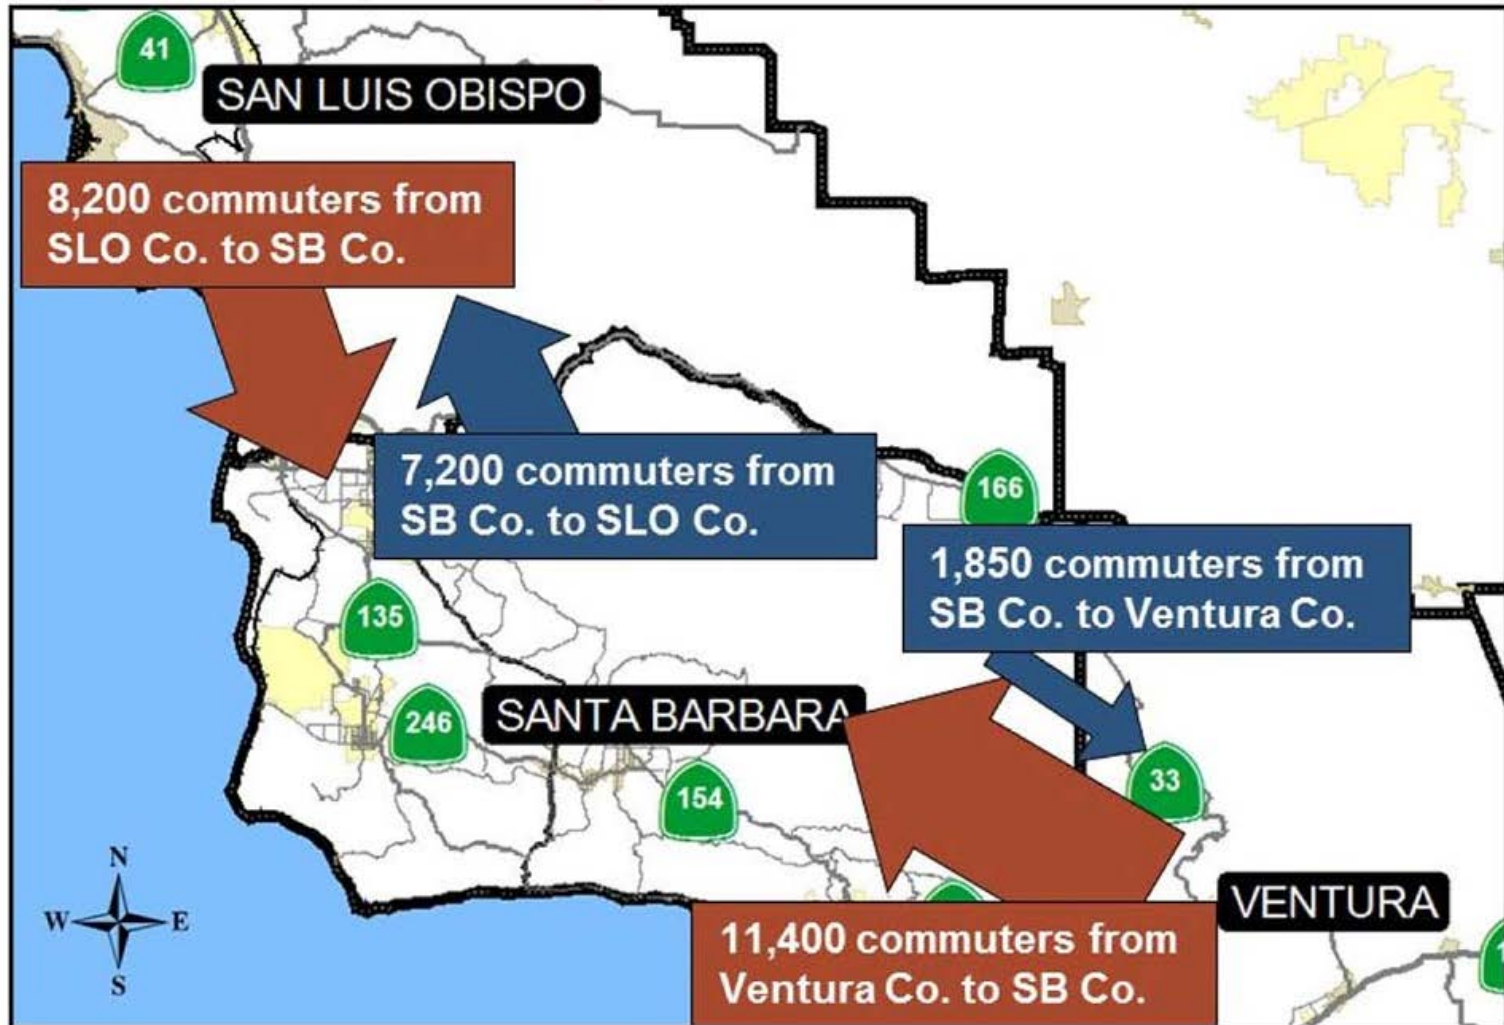 41
SAN LUIS OBISPO
8,200 commuters from
SLO Co. to SB Co.
7,200 commuters from
SB Co. to SLO Co.
166
1,850 commuters from
SB Co. to Ventura Co.
135
SANTA BARBARA
246
33
154
N
W E
S
VENTURA
11,400 commuters from
Ventura Co. to SB Co.